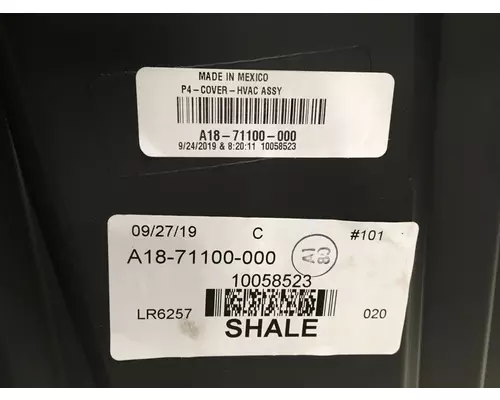 MADE IN MEXICO
P4-COVER-HVAC ASSY
A18-71100-000
9/24/2019 & 8:20:11 10058523
09/27/19 C #101
A18-71100-000
AI
83
10058523
LR6257 020
SHALE